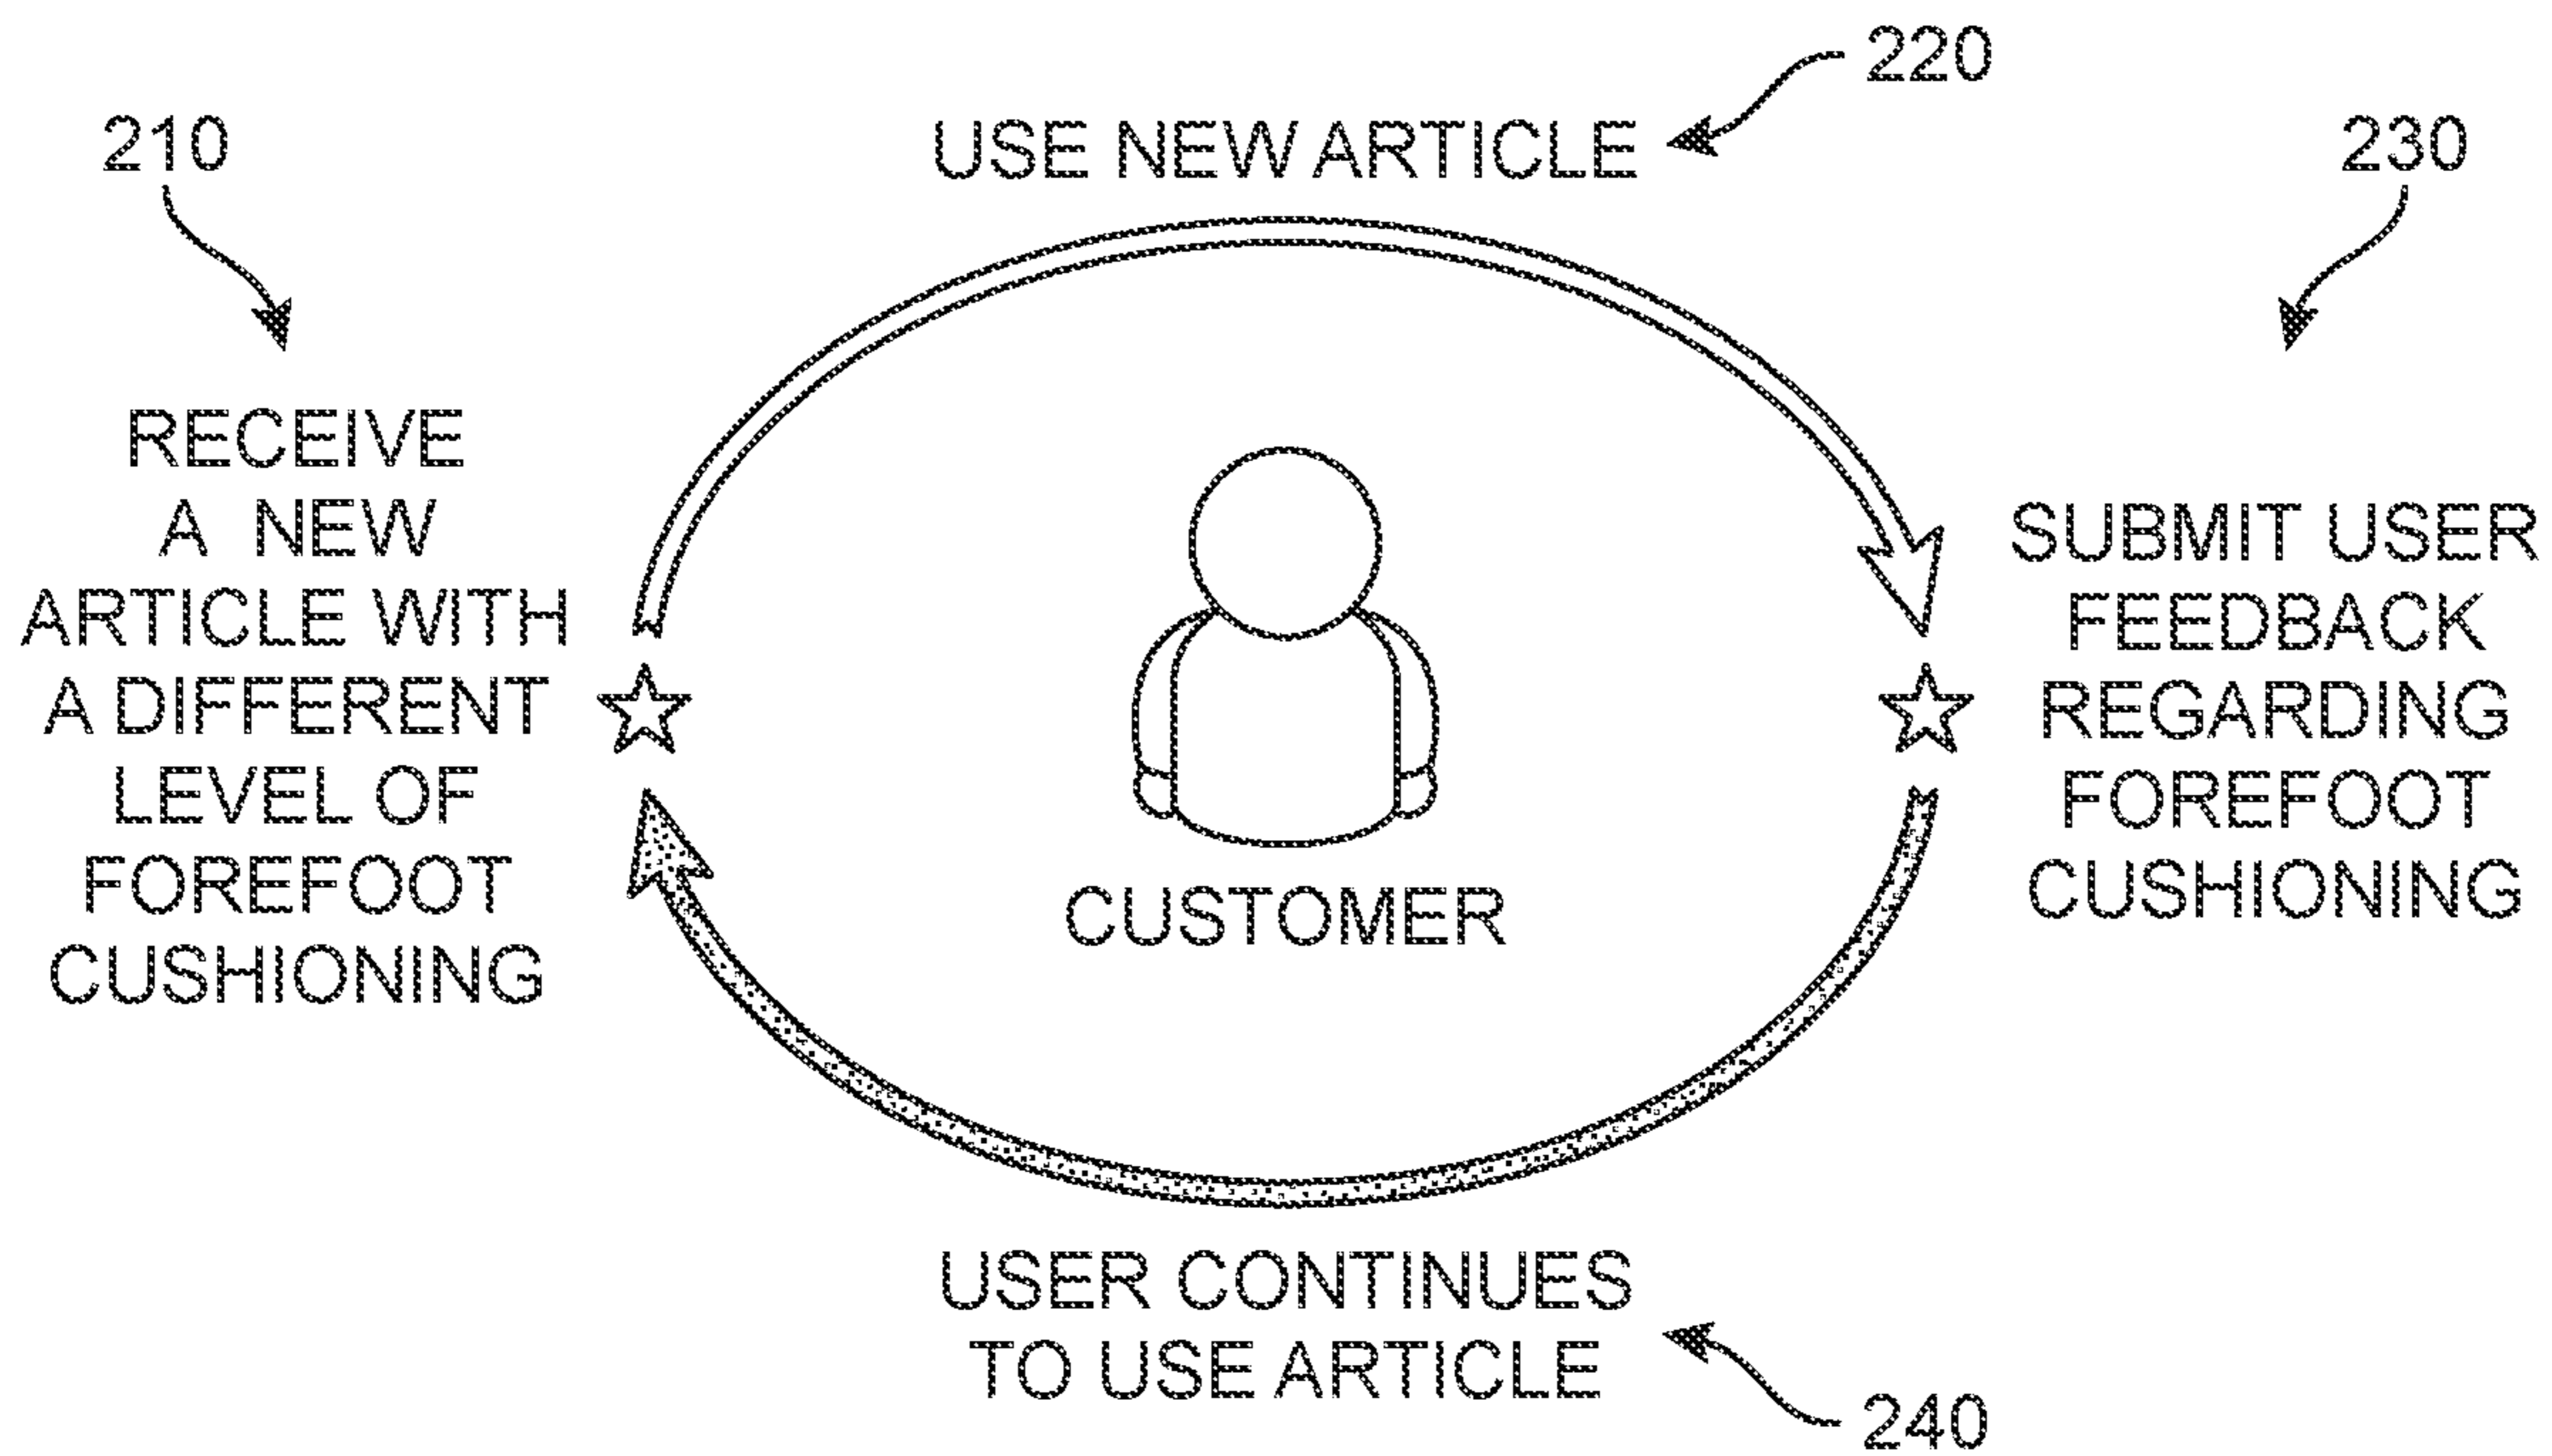 220
USE NEW ARTICLE
210
230
RECEIVE
A NEW
ARTICLE WITH
A DIFFERENT
LEVEL OF
FOREFOOT
CUSHIONING
SUBMIT USER
FEEDBACK
REGARDING
FOREFOOT
CUSHIONING
CUSTOMER
USER CONTINUES
TO USE ARTICLE
240